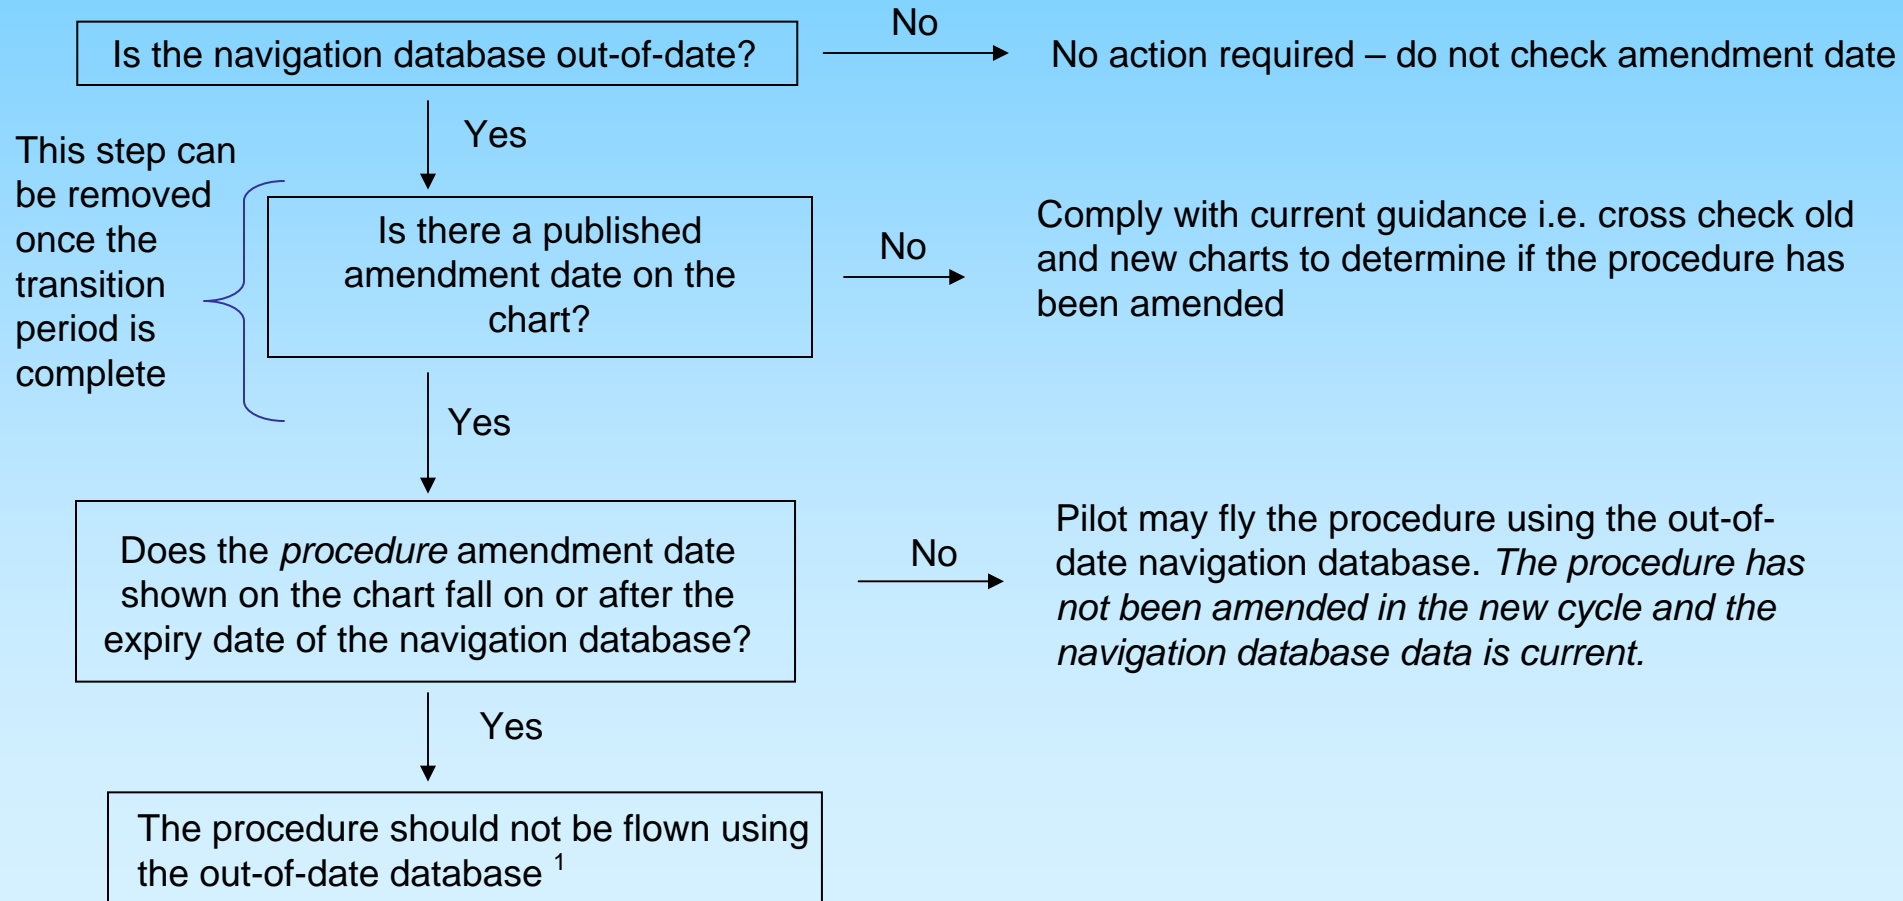 Is the navigation database out-of-date?
No
No action required – do not check amendment date
Yes
This step can
be removed
once the
transition
period is
complete
Is there a published
amendment date on the
chart?
No
Comply with current guidance i.e. cross check old
and new charts to determine if the procedure has
been amended
Yes
Does the procedure amendment date
shown on the chart fall on or after the
expiry date of the navigation database?
No
Pilot may fly the procedure using the out-of-
date navigation database. The procedure has
not been amended in the new cycle and the
navigation database data is current.
Yes
The procedure should not be flown using
the out-of-date database 1